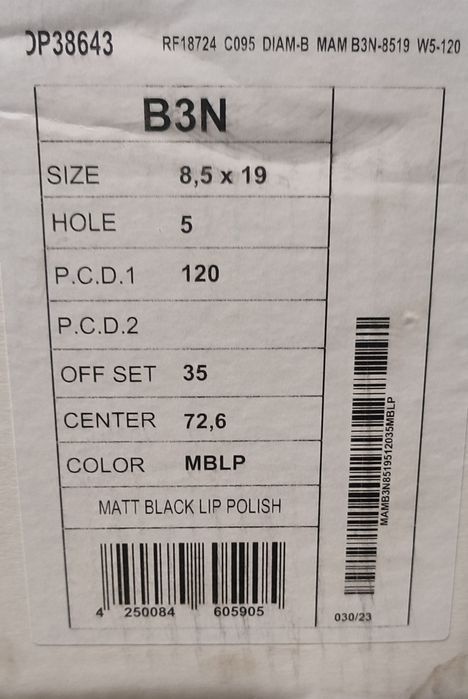 DP38643 RF18724 C095 DIAM-B MAM B3N-8519 W5-120
B3N
SIZE 8,5 x 19
HOLE 5
P.C.D.1 120
P.C.D.2
OFF SET 35
CENTER 72,6
COLOR MBLP
MATT BLACK LIP POLISH
4 250084 605905
MAMB3N8519512035MBLP
030/23